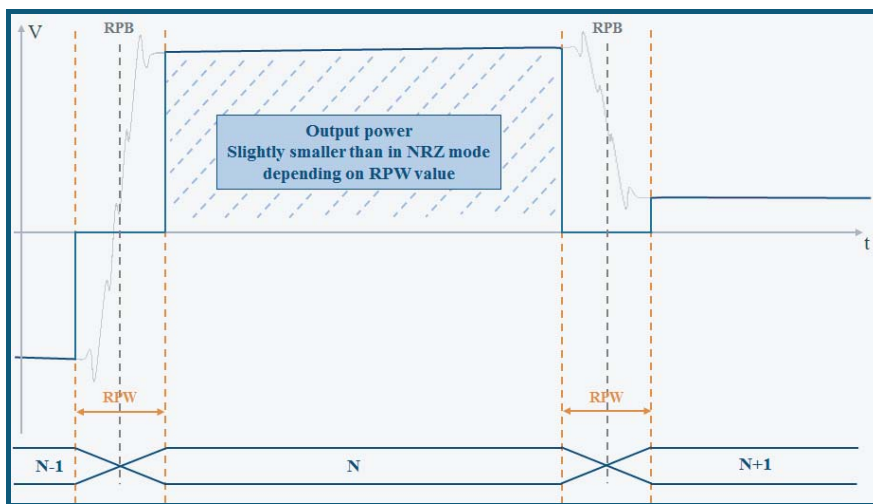 V
RPB
RPB
Output power
Slightly smaller than in NRZ mode
depending on RPW value
t
RPW
RPW
N-1
N
N+1